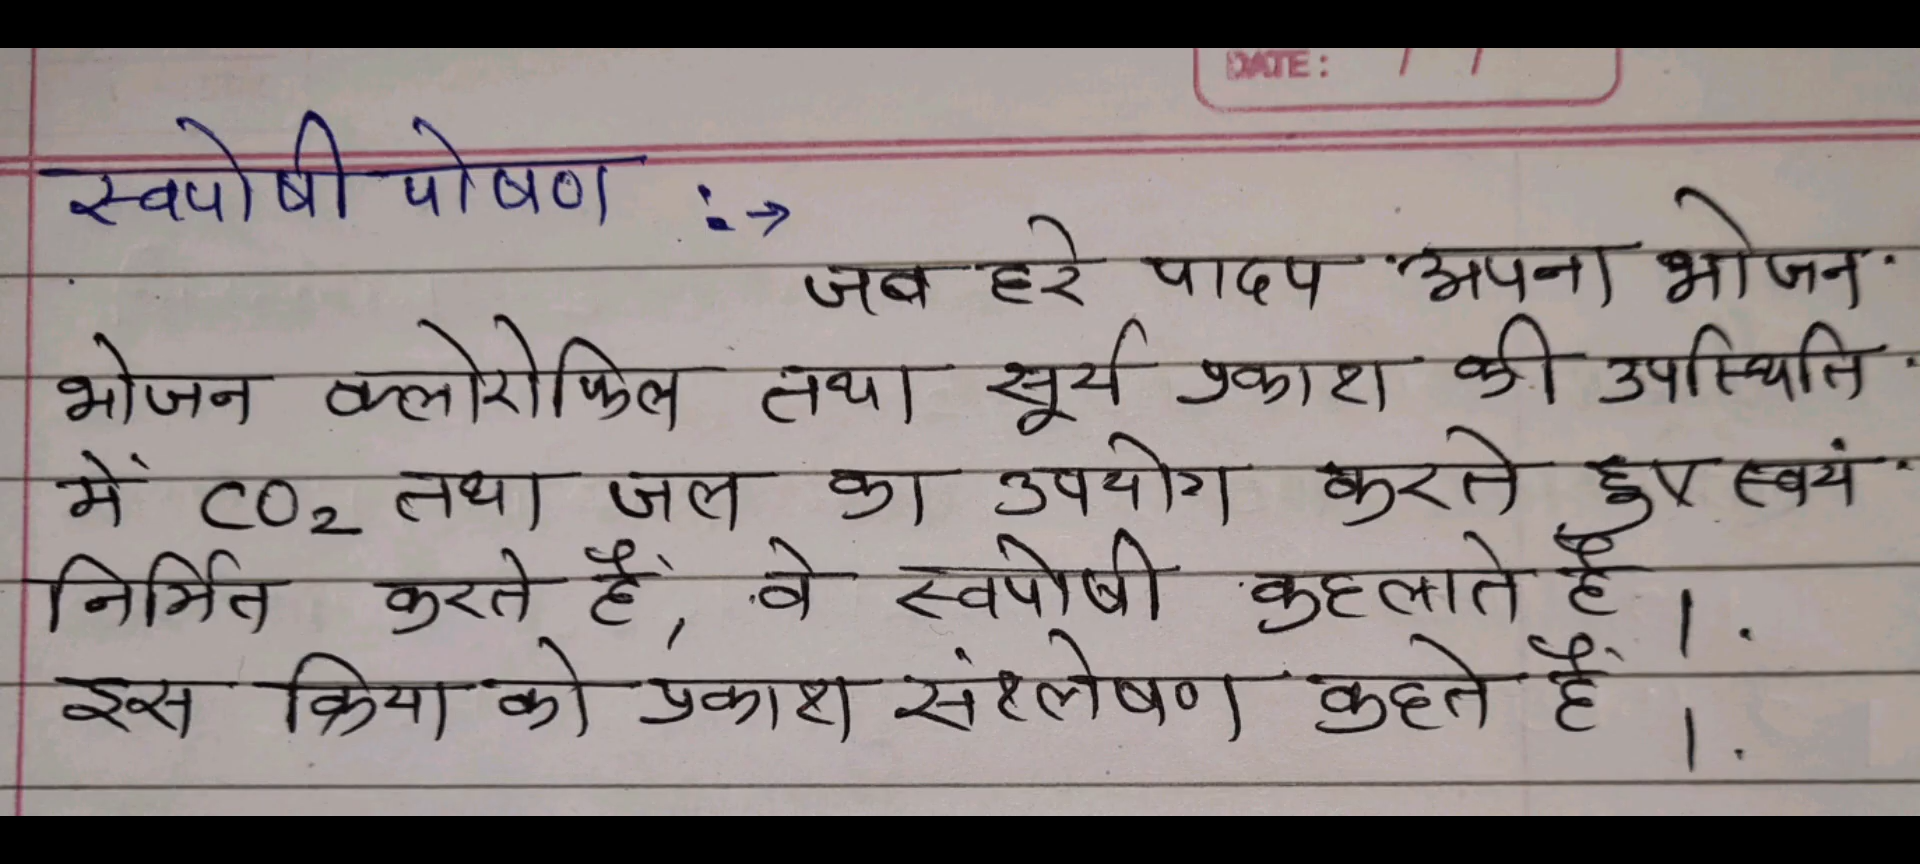 DATE: / /
स्वपोषी पोषण :→
जब हरे पादप अपना भोजन
भोजन क्लोरोफिल तथा सूर्य प्रकाश की उपस्थिति
में CO₂ तथा जल का उपयोग करते हुए स्वयं
निर्मित करते हैं, वे स्वपोषी कहलाते है।
इस क्रिया को प्रकाश संश्लेषण कहते हैं।